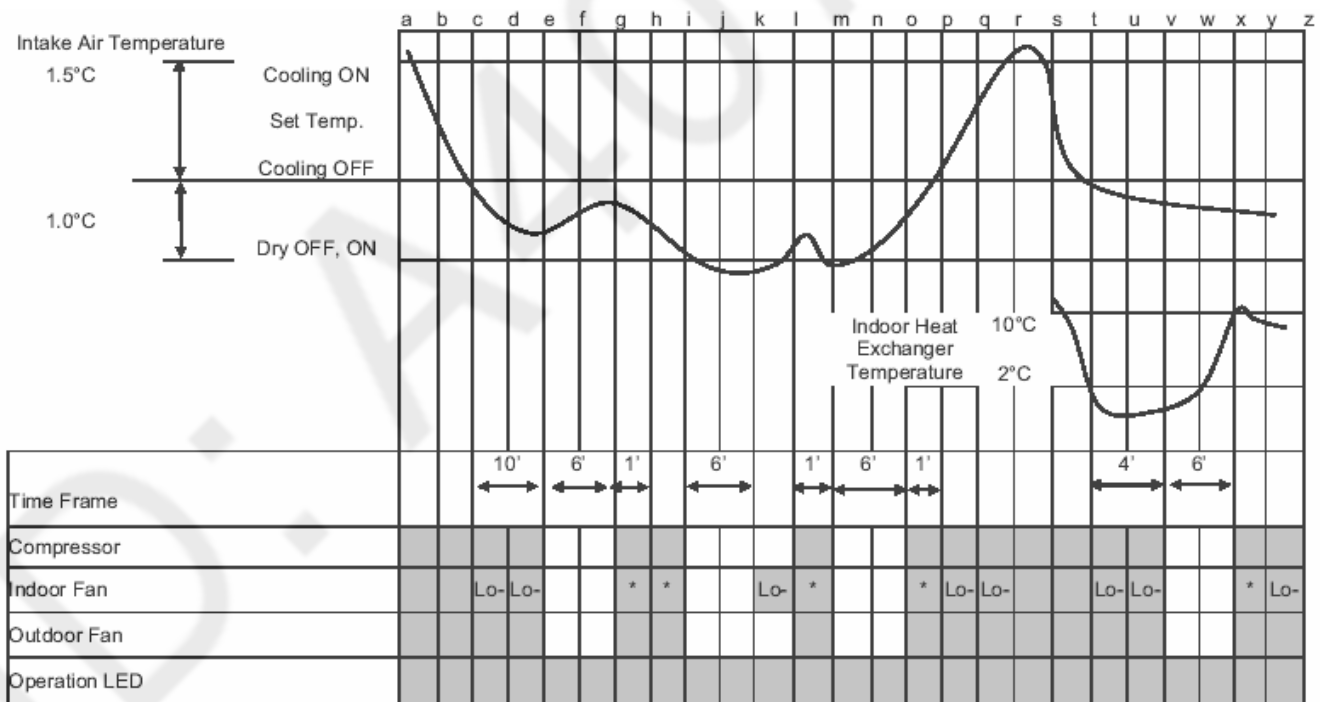 a b c d e f g h i j k l m n o p q r s t u v w x y z
Intake Air Temperature
1.5°C
Cooling ON
Set Temp.
Cooling OFF
1.0°C
Dry OFF, ON
Indoor Heat
Exchanger
Temperature
10°C
2°C
Time Frame 10' 6' 1' 6' 1' 6' 1' 4' 6'
Compressor
Indoor Fan Lo- Lo- * * Lo- * * Lo- Lo- Lo- Lo- * Lo-
Outdoor Fan
Operation LED